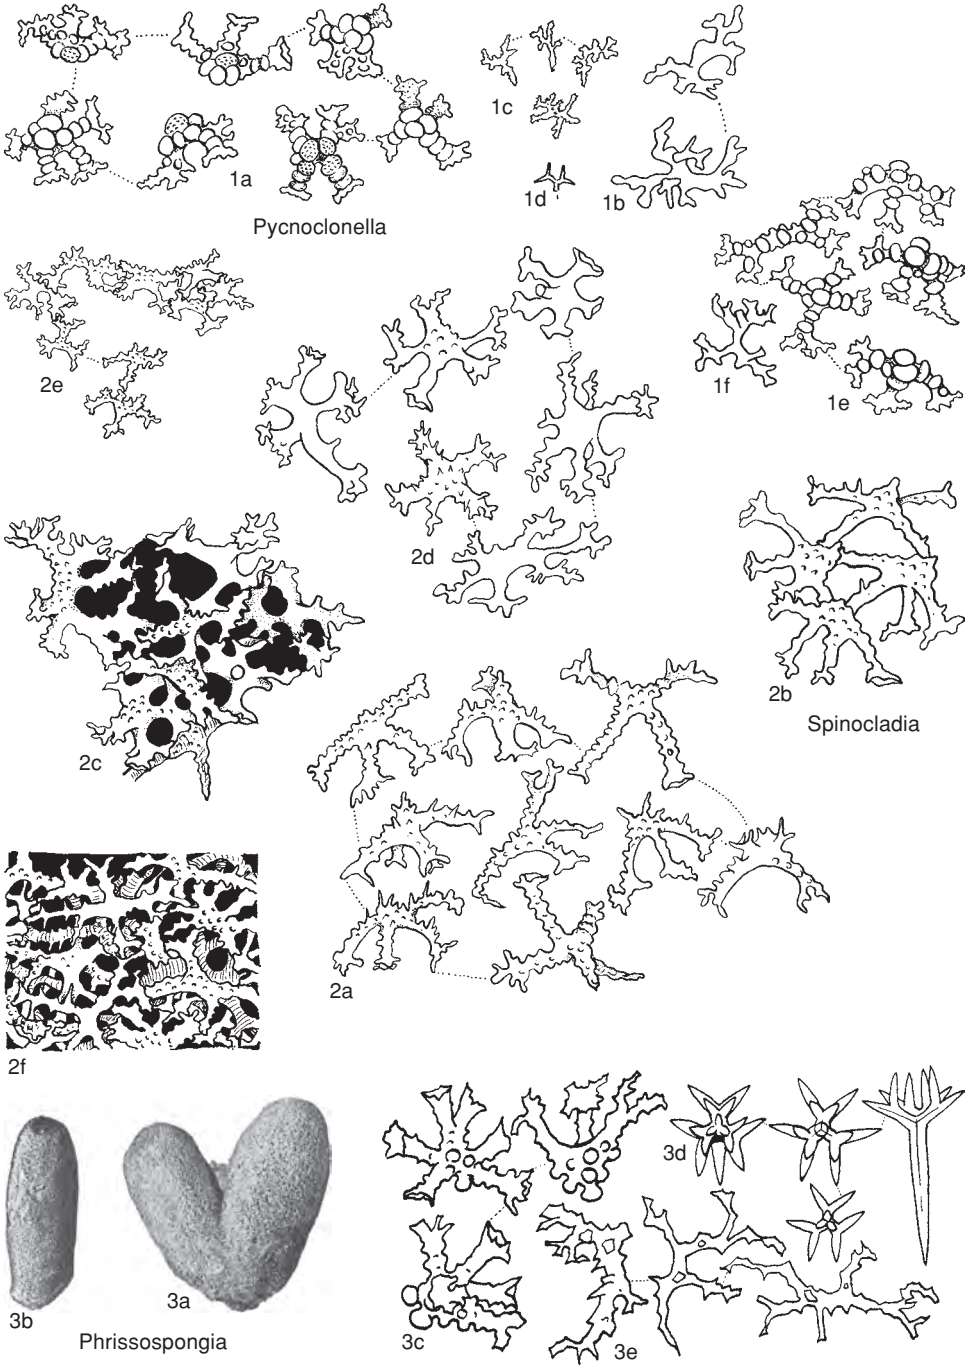 1a
1c
1d
1b
Pycnoclonella
2e
1f
1e
2d
2c
2b
Spinocladia
2a
2f
3b
3a
3d
3c
3e
Phrissospongia